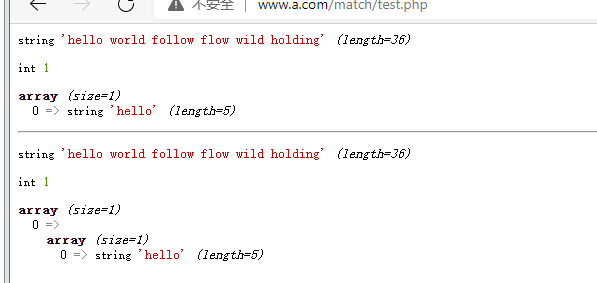 不安全 | www.a.com/match/test.php
string 'hello world follow flow wild holding' (length=36)
int 1
array (size=1)
0 => string 'hello' (length=5)
string 'hello world follow flow wild holding' (length=36)
int 1
array (size=1)
0 =>
array (size=1)
0 => string 'hello' (length=5)